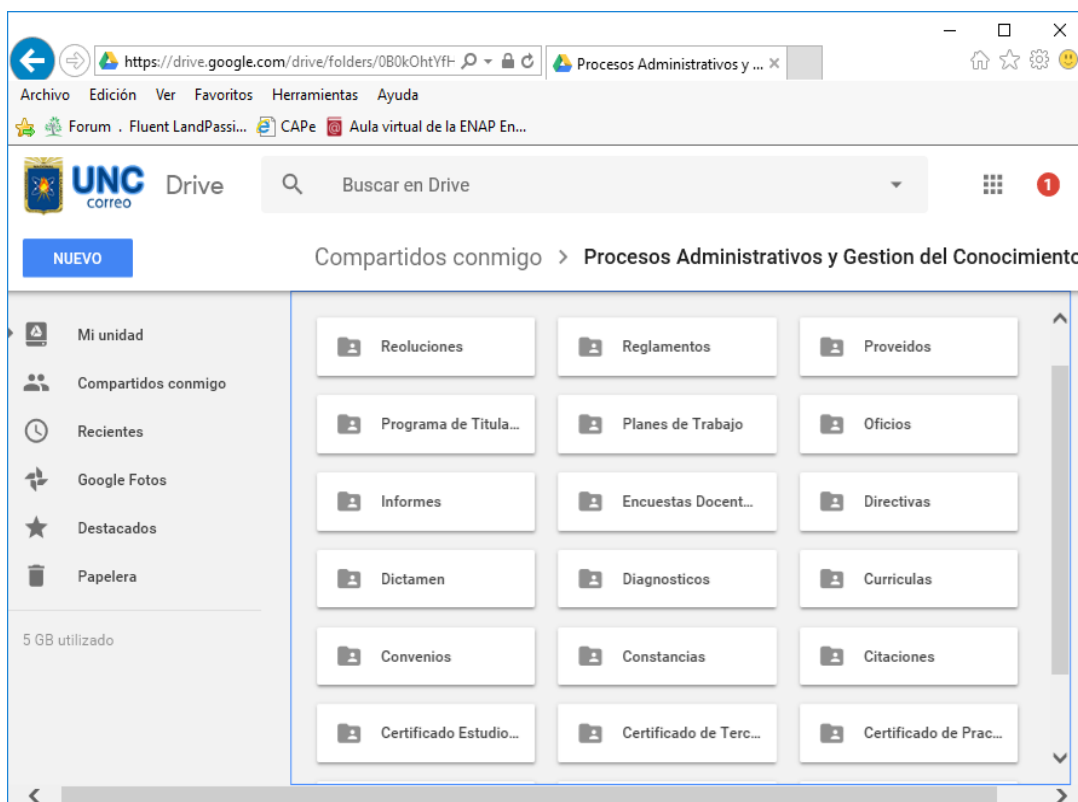 https://drive.google.com/drive/folders/0B0kOhtYfH
Procesos Administrativos y ...
Archivo Edición Ver Favoritos Herramientas Ayuda
Forum . Fluent LandPassi... CAPe Aula virtual de la ENAP En...
UNC
correo
Drive
Buscar en Drive
1
NUEVO
Compartidos conmigo > Procesos Administrativos y Gestion del Conocimiento
Mi unidad
Compartidos conmigo
Recientes
Google Fotos
Destacados
Papelera
5 GB utilizado
Reoluciones Reglamentos Proveidos
Programa de Titula... Planes de Trabajo Oficios
Informes Encuestas Docent... Directivas
Dictamen Diagnosticos Curriculas
Convenios Constancias Citaciones
Certificado Estudio... Certificado de Terc... Certificado de Prac...